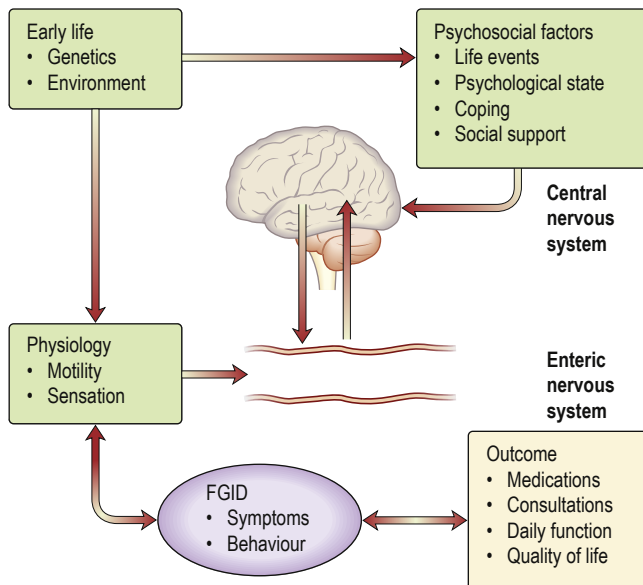 Early life
• Genetics
• Environment
Psychosocial factors
• Life events
• Psychological state
• Coping
• Social support
Central
nervous
system
Physiology
• Motility
• Sensation
Enteric
nervous
system
FGID
• Symptoms
• Behaviour
Outcome
• Medications
• Consultations
• Daily function
• Quality of life